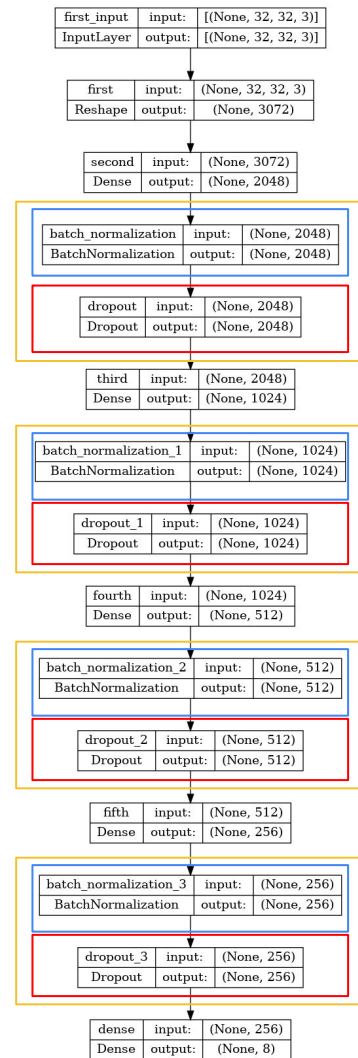 first_input input: [(None, 32, 32, 3)]
InputLayer output: [(None, 32, 32, 3)]
first input: (None, 32, 32, 3)
Reshape output: (None, 3072)
second input: (None, 3072)
Dense output: (None, 2048)
batch_normalization input: (None, 2048)
BatchNormalization output: (None, 2048)
dropout input: (None, 2048)
Dropout output: (None, 2048)
third input: (None, 2048)
Dense output: (None, 1024)
batch_normalization_1 input: (None, 1024)
BatchNormalization output: (None, 1024)
dropout_1 input: (None, 1024)
Dropout output: (None, 1024)
fourth input: (None, 1024)
Dense output: (None, 512)
batch_normalization_2 input: (None, 512)
BatchNormalization output: (None, 512)
dropout_2 input: (None, 512)
Dropout output: (None, 512)
fifth input: (None, 512)
Dense output: (None, 256)
batch_normalization_3 input: (None, 256)
BatchNormalization output: (None, 256)
dropout_3 input: (None, 256)
Dropout output: (None, 256)
dense input: (None, 256)
Dense output: (None, 8)